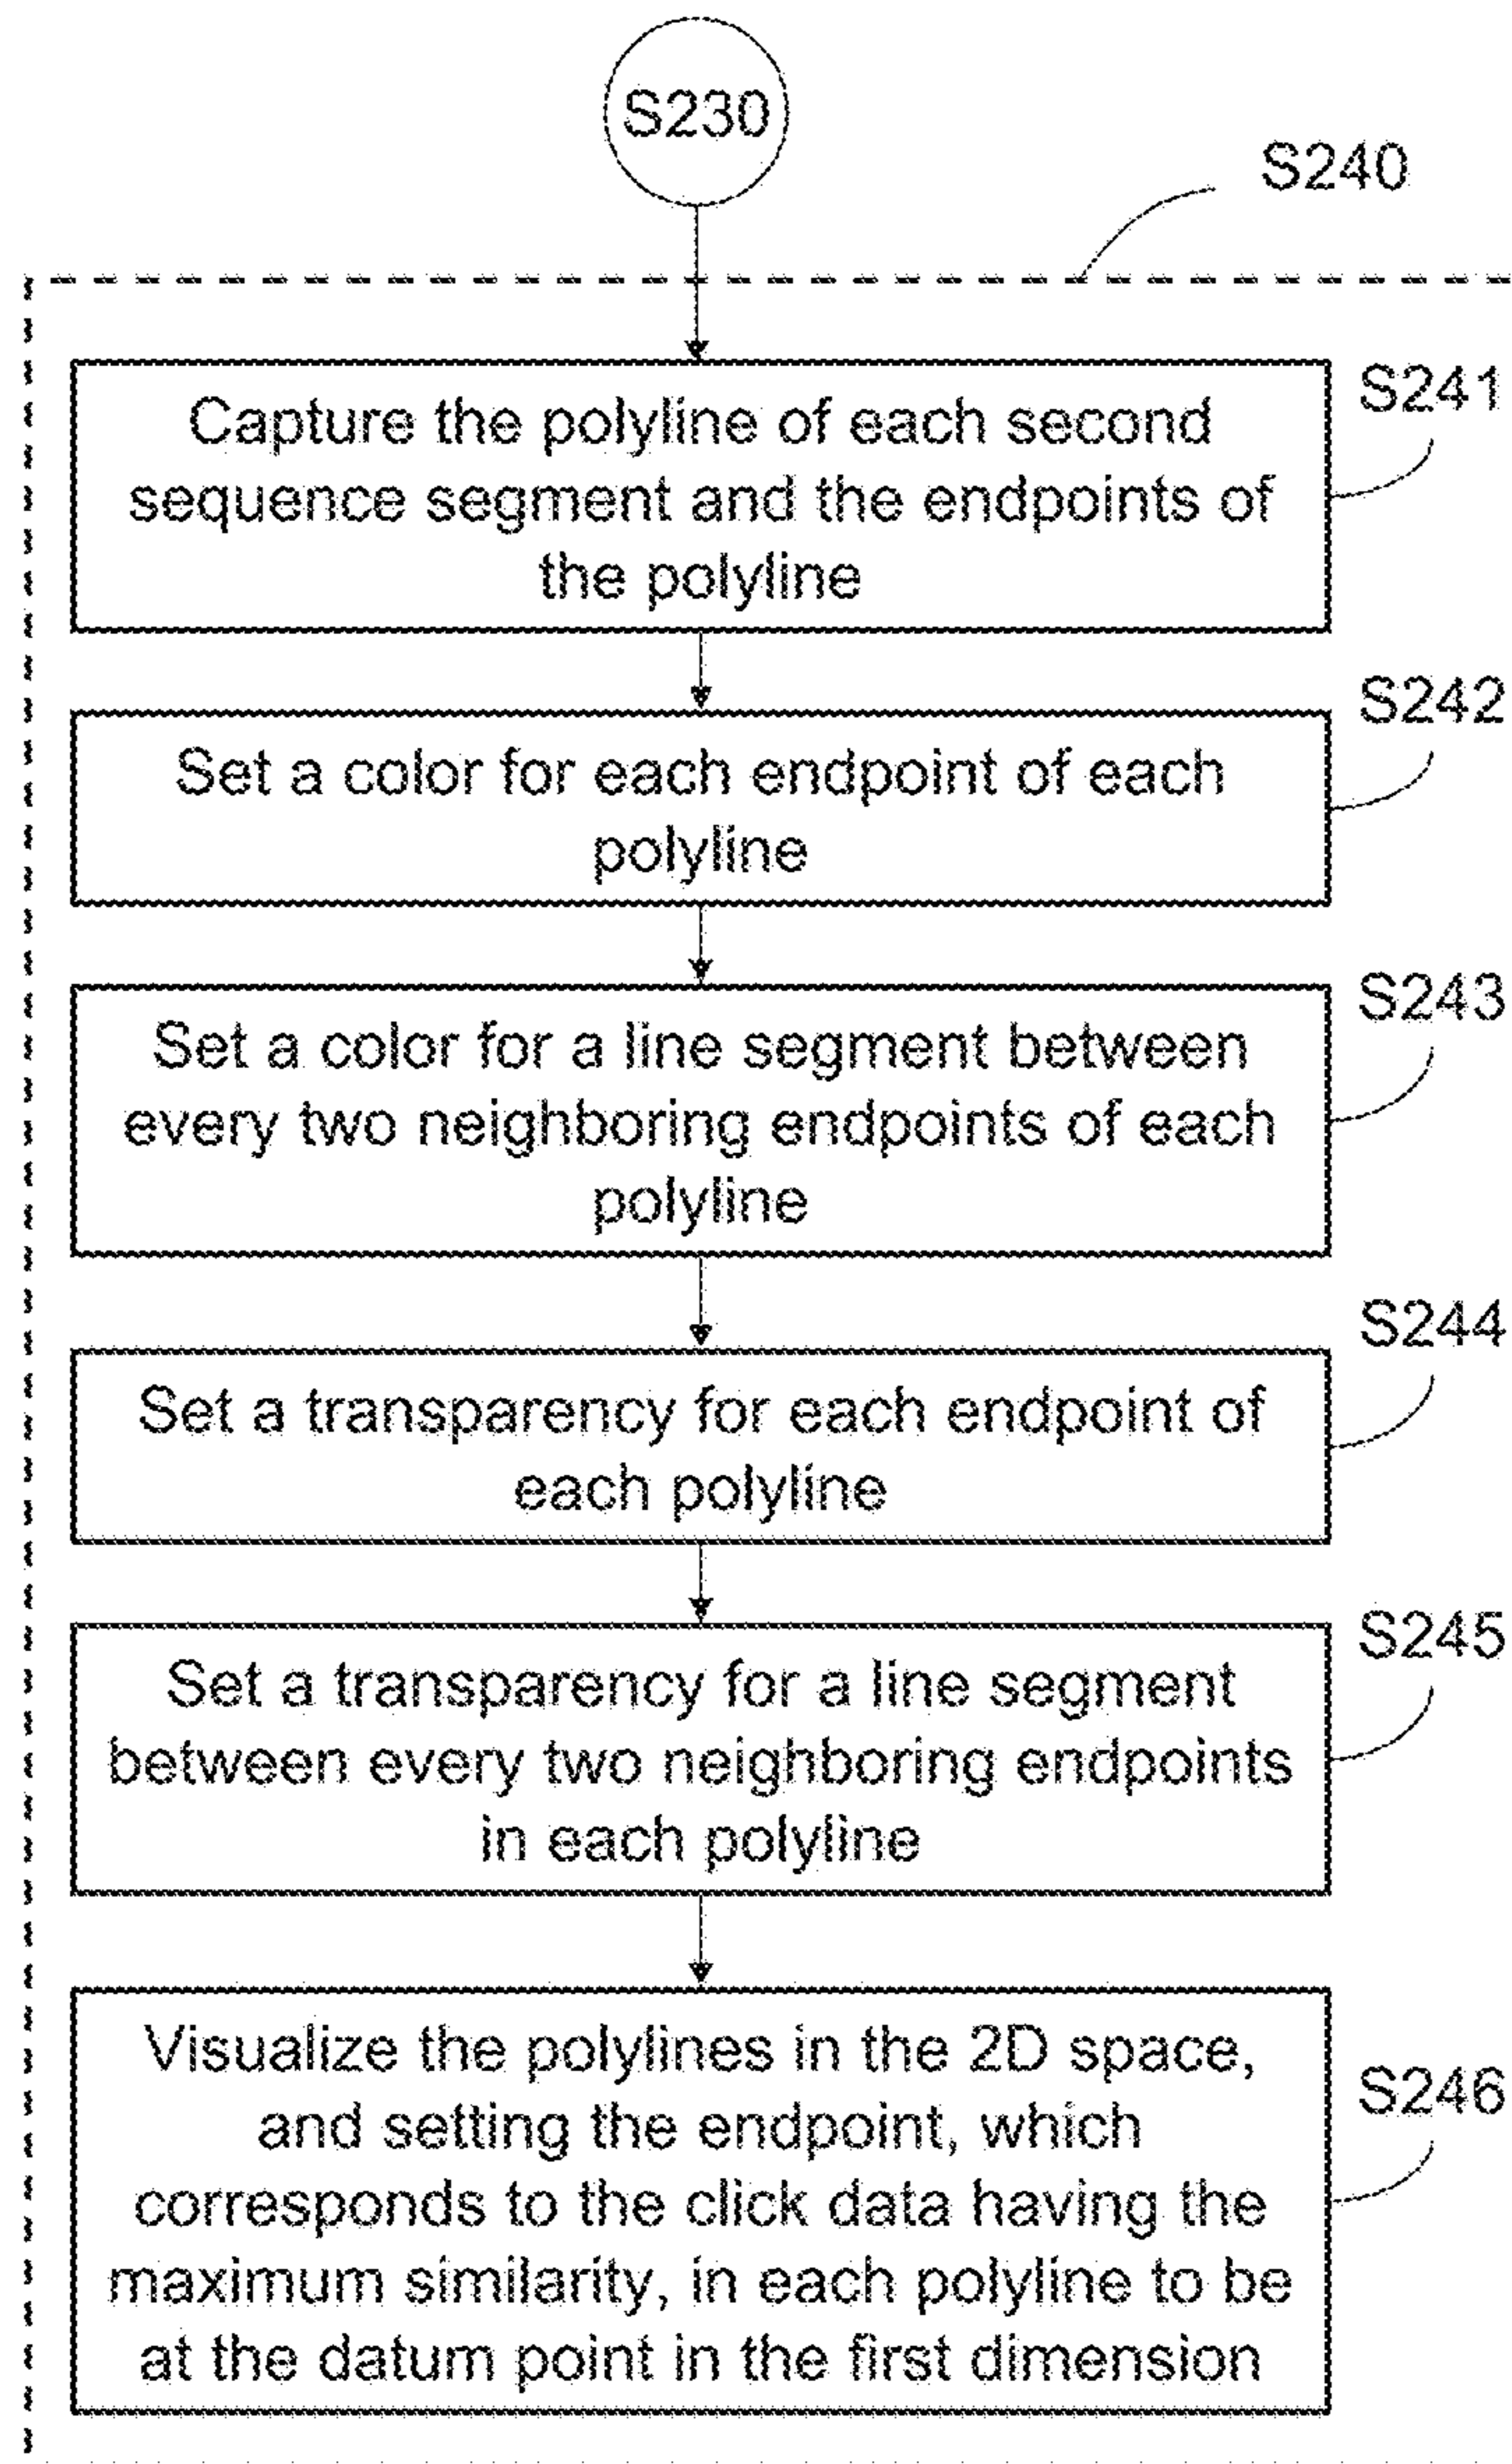 S230
S240
Capture the polyline of each second
sequence segment and the endpoints of
the polyline
S241
Set a color for each endpoint of each
polyline
S242
Set a color for a line segment between
every two neighboring endpoints of each
polyline
S243
Set a transparency for each endpoint of
each polyline
S244
Set a transparency for a line segment
between every two neighboring endpoints
in each polyline
S245
Visualize the polylines in the 2D space,
and setting the endpoint, which
corresponds to the click data having the
maximum similarity, in each polyline to be
at the datum point in the first dimension
S246